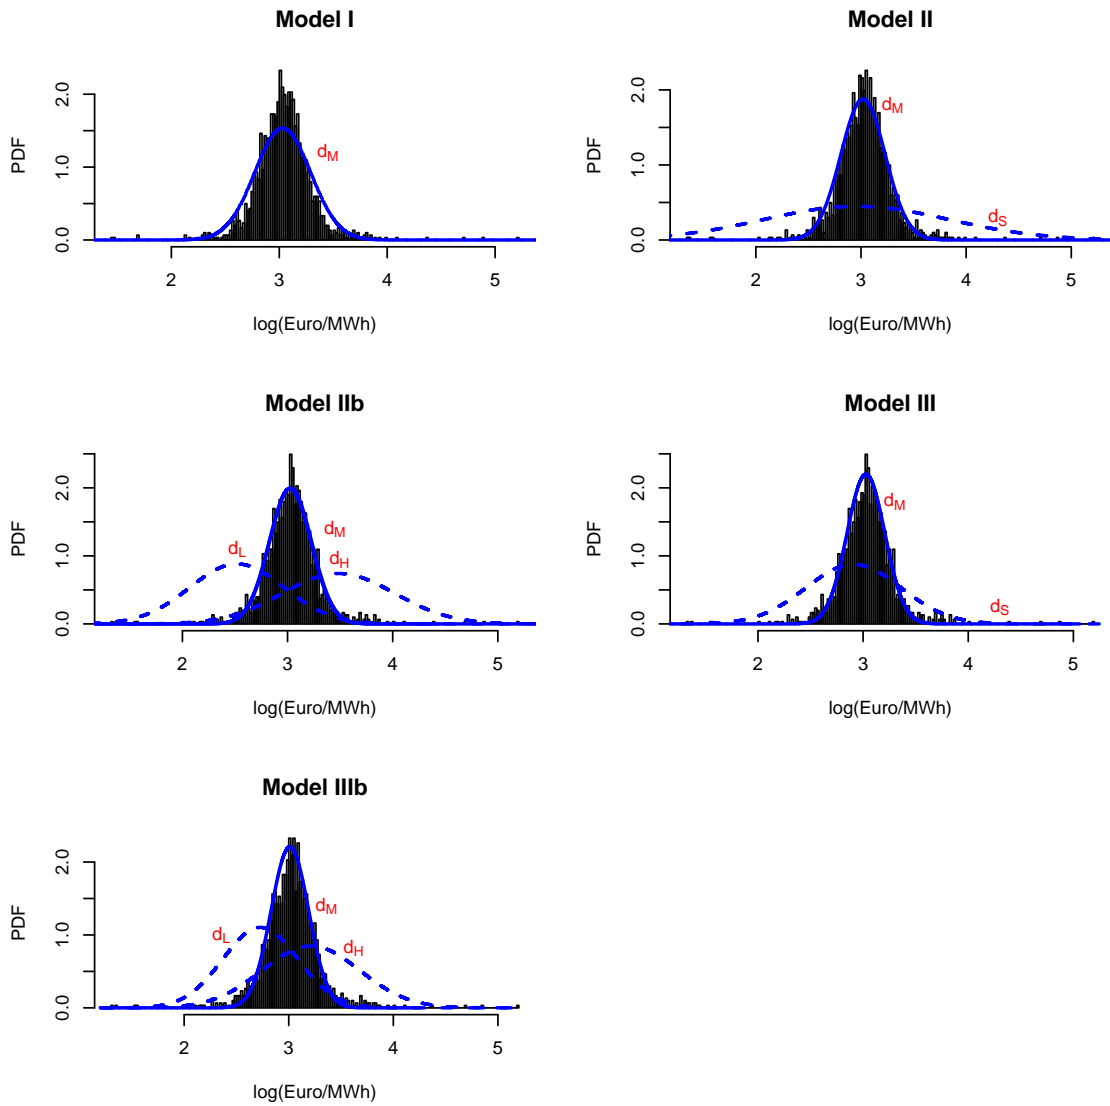 Model I
PDF
0.0 1.0 2.0
d_M
2 3 4 5
log(Euro/MWh)
Model II
PDF
0.0 1.0 2.0
d_M
d_S
2 3 4 5
log(Euro/MWh)
Model IIb
PDF
0.0 1.0 2.0
d_L
d_M
d_H
2 3 4 5
log(Euro/MWh)
Model III
PDF
0.0 1.0 2.0
d_M
d_S
2 3 4 5
log(Euro/MWh)
Model IIIb
PDF
0.0 1.0 2.0
d_L
d_M
d_H
2 3 4 5
log(Euro/MWh)